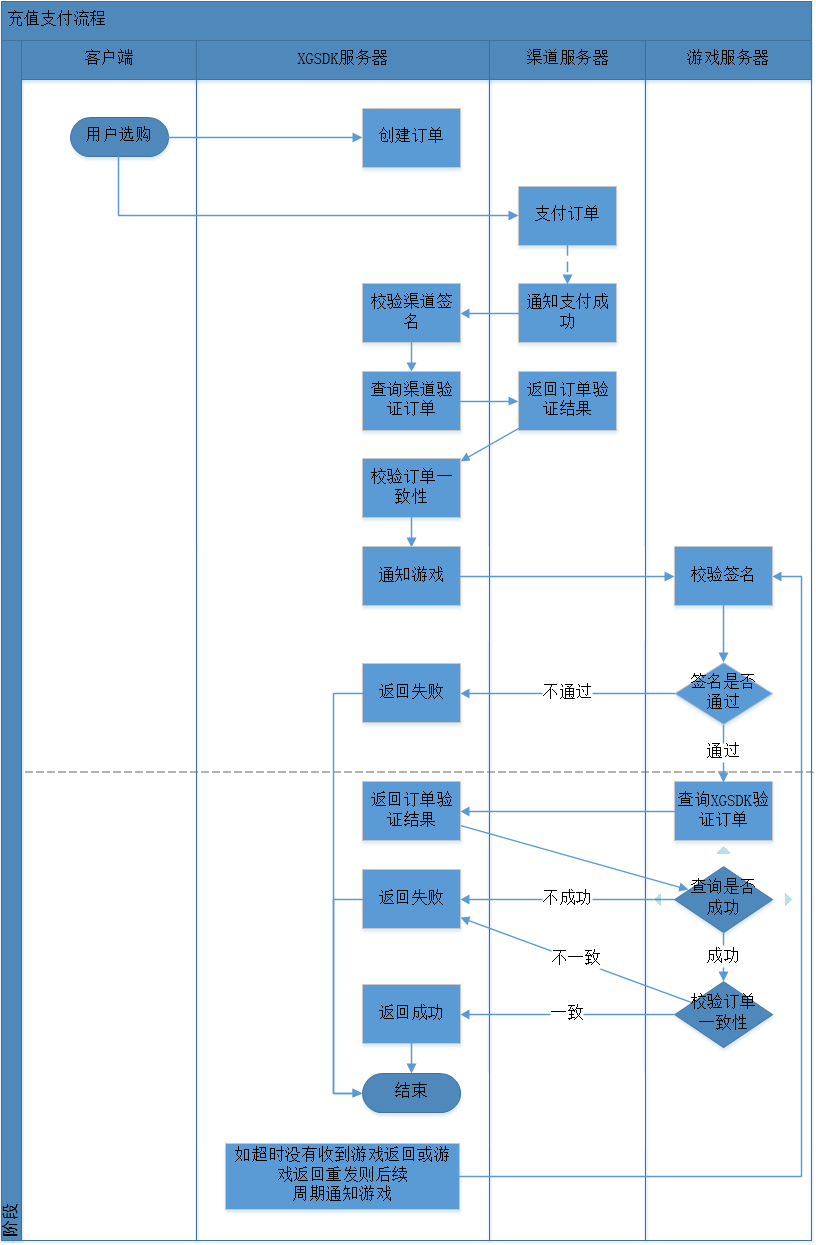 充值支付流程
客户端
XGSDK服务器
渠道服务器
游戏服务器
用户选购
创建订单
支付订单
校验渠道签
名
通知支付成
功
查询渠道验
证订单
返回订单验
证结果
校验订单一
致性
通知游戏
校验签名
返回失败
不通过
签名是否
通过
通过
返回订单验
证结果
查询XGSDK验
证订单
返回失败
不成功
查询是否
成功
成功
不一致
返回成功
一致
校验订单
一致性
结束
如超时没有收到游戏返回或游
戏返回重发则后续
周期通知游戏
阶段